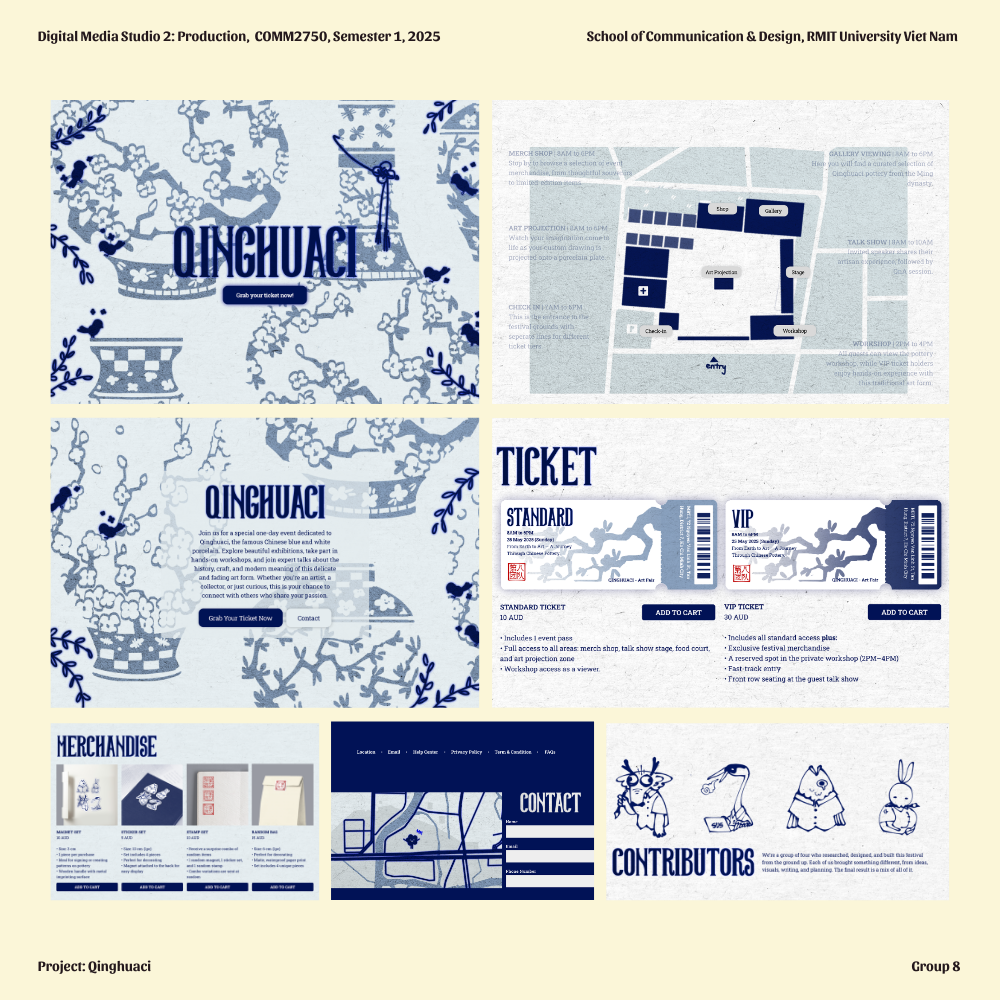 Digital Media Studio 2: Production, COMM2750, Semester 1, 2025
School of Communication & Design, RMIT University Viet Nam
QINGHUACI
Grab your ticket now!
MERCH SHOP | 8AM to 6PM
Stop by to browse a selection of event
merchandise, from thoughtful souvenirs
to limited-edition items.
ART PROJECTION | 8AM to 6PM
Watch your imagination come to
life as your custom drawing is
projected onto a porcelain plate.
CHECK IN | 7AM to 6PM
This is the entrance to the
festival grounds with
seperate rows for different
ticket tiers.
GALLERY VIEWING | 8AM to 6PM
Here you will find a curated selection of
Qinghuaci pottery from the Ming
dynasty.
TALK SHOW | 8AM to 10AM
Invited speaker shares their
artisan experience, followed by
Q&A session.
WORKSHOP | 2PM to 4PM
All guests can view the pottery
workshop, while VIP ticket holders
enjoy hands-on experience with
this traditional art form.
Shop
Gallery
Art Projection
Stage
P
Check-in
Workshop
entry
QINGHUACI
Join us for a special one-day event dedicated to
Qinghuaci, the famous Chinese blue and white
porcelain. Explore beautiful exhibitions, take part in
hands-on workshops, and join expert talks about the
history, craft, and modern meaning of this delicate
and fading art form. Whether you're an artist, a
collector, or just curious, this is your chance to
connect with others who share your passion.
Grab Your Ticket Now
Contact
TICKET
STANDARD
8AM to 6PM
25 May 2025 (Sunday)
From Earth to Art - A Journey
Through Chinese Pottery
QINGHUACI - Art Fair
VIP
8AM to 6PM
25 May 2025 (Sunday)
From Earth to Art - A Journey
Through Chinese Pottery
QINGHUACI - Art Fair
STANDARD TICKET
10 AUD
ADD TO CART
• Includes 1 event pass
• Full access to all areas: merch shop, talk show stage, food court,
and art projection zone
• Workshop access as a viewer.
VIP TICKET
30 AUD
ADD TO CART
• Includes all standard access plus:
• Exclusive festival merchandise
• A reserved spot in the private workshop (2PM–4PM)
• Fast-track entry
• Front row seating at the guest talk show
MERCHANDISE
MAGNET SET
STICKER SET
STAMP SET
RANDOM BAG
ADD TO CART
ADD TO CART
ADD TO CART
ADD TO CART
Location • Email • Help Center • Privacy Policy • Term & Condition • FAQs
CONTACT
Name
Email
Phone Number
SOS
CONTRIBUTORS
We're a group of four who researched, designed, and built this festival
from the ground up. Each of us brought something different, from ideas,
visuals, writing, and planning. The final result is a mix of all of it.
Project: Qinghuaci
Group 8